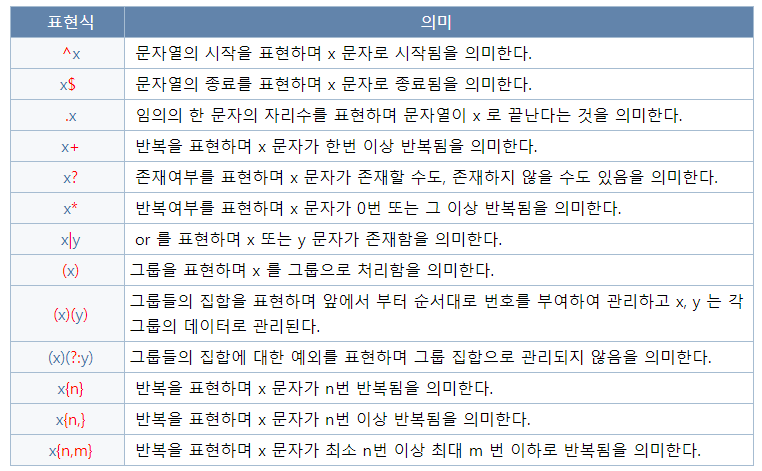 표현식 의미
^x 문자열의 시작을 표현하며 x 문자로 시작됨을 의미한다.
x$ 문자열의 종료를 표현하며 x 문자로 종료됨을 의미한다.
.x 임의의 한 문자의 자리수를 표현하며 문자열이 x 로 끝난다는 것을 의미한다.
x+ 반복을 표현하며 x 문자가 한번 이상 반복됨을 의미한다.
x? 존재여부를 표현하며 x 문자가 존재할 수도, 존재하지 않을 수도 있음을 의미한다.
x* 반복여부를 표현하며 x 문자가 0번 또는 그 이상 반복됨을 의미한다.
x|y or 를 표현하며 x 또는 y 문자가 존재함을 의미한다.
(x) 그룹을 표현하며 x 를 그룹으로 처리함을 의미한다.
(x)(y) 그룹들의 집합을 표현하며 앞에서 부터 순서대로 번호를 부여하여 관리하고 x, y 는 각
그룹의 데이터로 관리된다.
(x)(?:y) 그룹들의 집합에 대한 예외를 표현하며 그룹 집합으로 관리되지 않음을 의미한다.
x{n} 반복을 표현하며 x 문자가 n번 반복됨을 의미한다.
x{n,} 반복을 표현하며 x 문자가 n번 이상 반복됨을 의미한다.
x{n,m} 반복을 표현하며 x 문자가 최소 n번 이상 최대 m 번 이하로 반복됨을 의미한다.